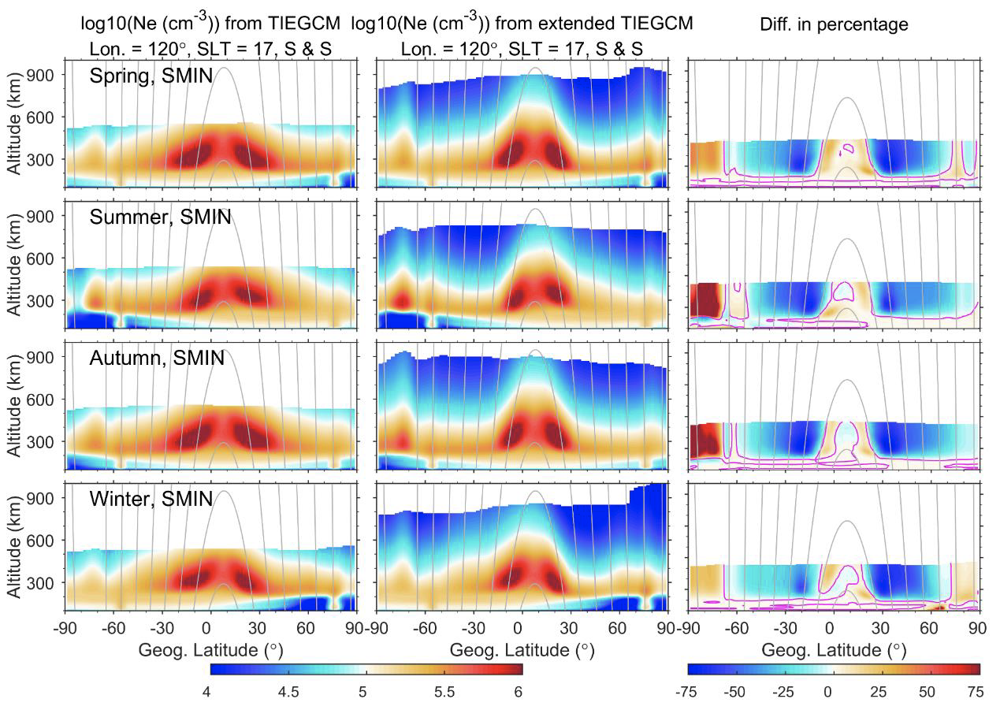 log10(Ne (cm-3)) from TIEGCM log10(Ne (cm-3)) from extended TIEGCM Diff. in percentage
Lon. = 120°, SLT = 17, S & S Lon. = 120°, SLT = 17, S & S
Spring, SMIN
900
600
300
Altitude (km)
Summer, SMIN
900
600
300
Altitude (km)
Autumn, SMIN
900
600
300
Altitude (km)
Winter, SMIN
900
600
300
Altitude (km)
-90 -60 -30 0 30 60 90 -90 -60 -30 0 30 60 90 -90 -60 -30 0 30 60 90
Geog. Latitude (°) Geog. Latitude (°) Geog. Latitude (°)
4 4.5 5 5.5 6 -75 -50 -25 0 25 50 75